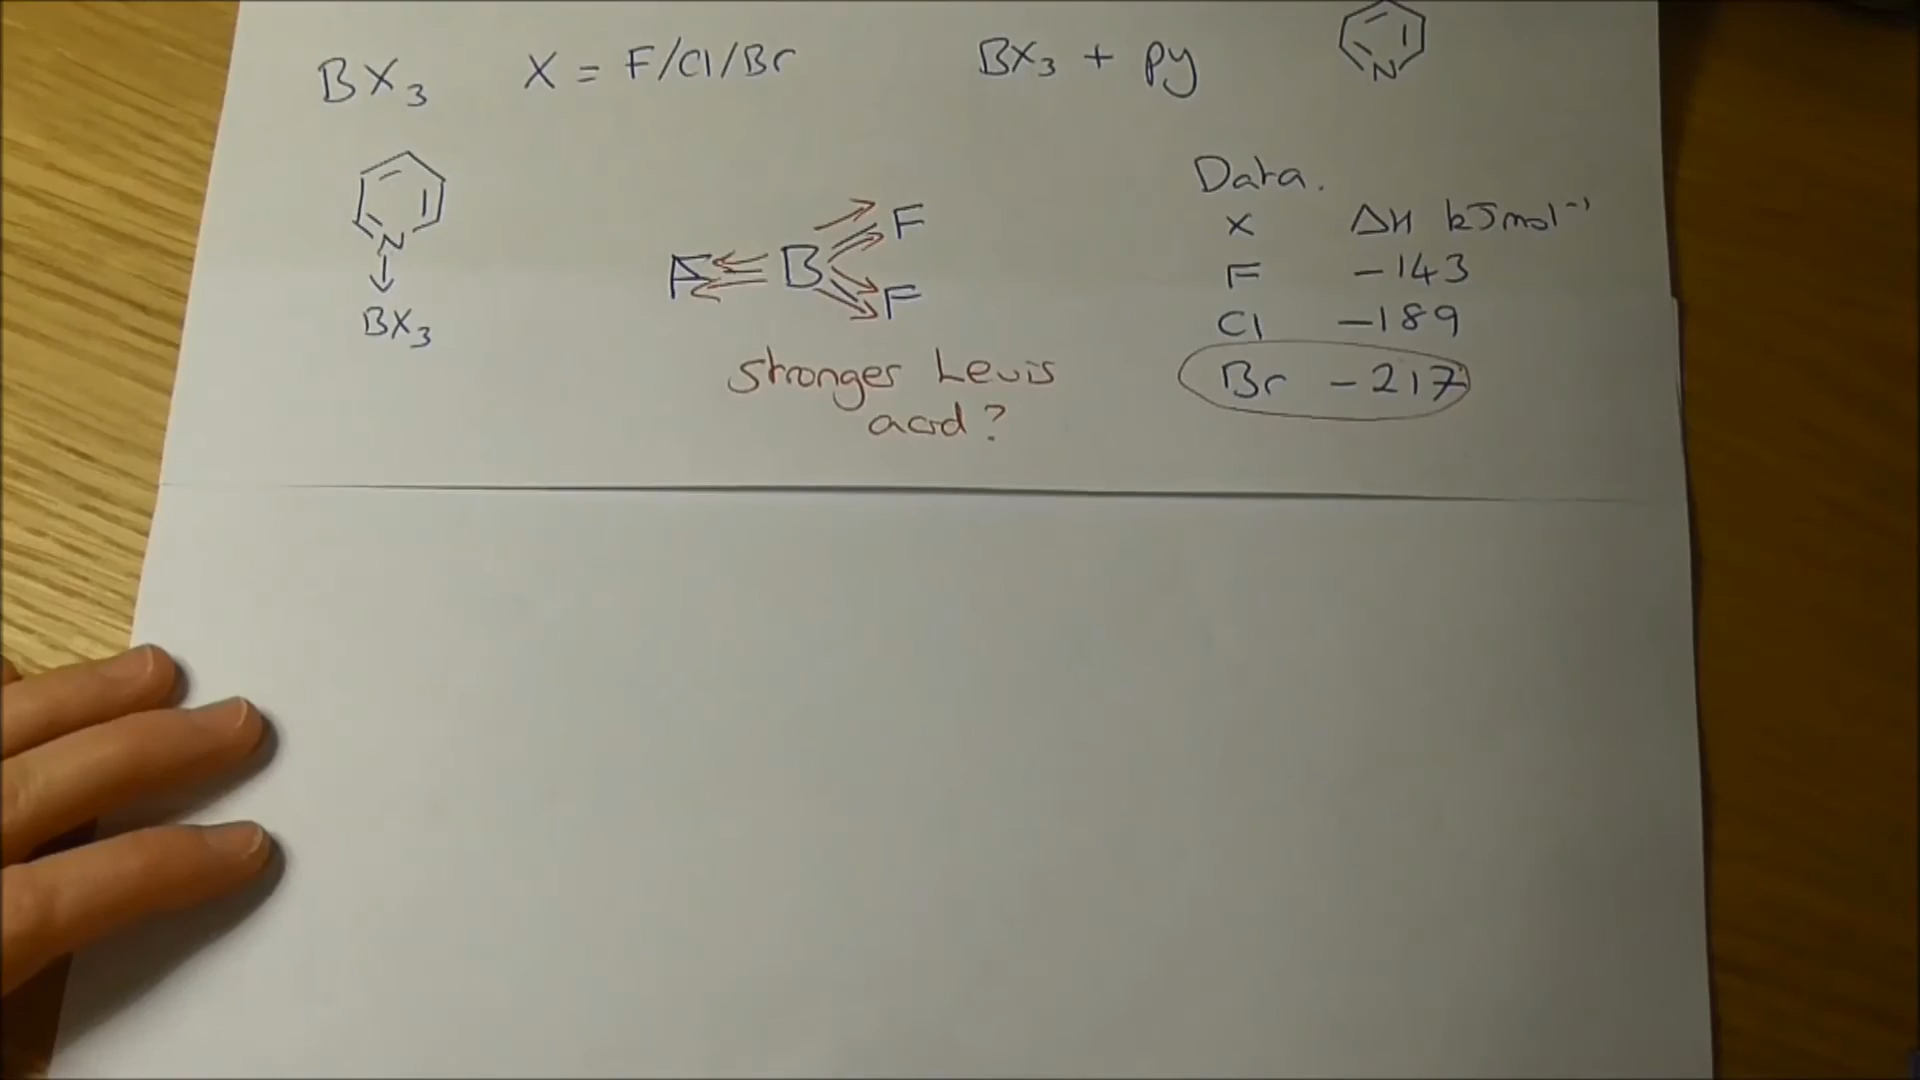 BX₃ X = F/Cl/Br BX₃ + py
N
N
BX₃
F B F
F
Stronger Lewis
acid?
Data.
X ΔH kJmol⁻¹
F -143
Cl -189
Br -217